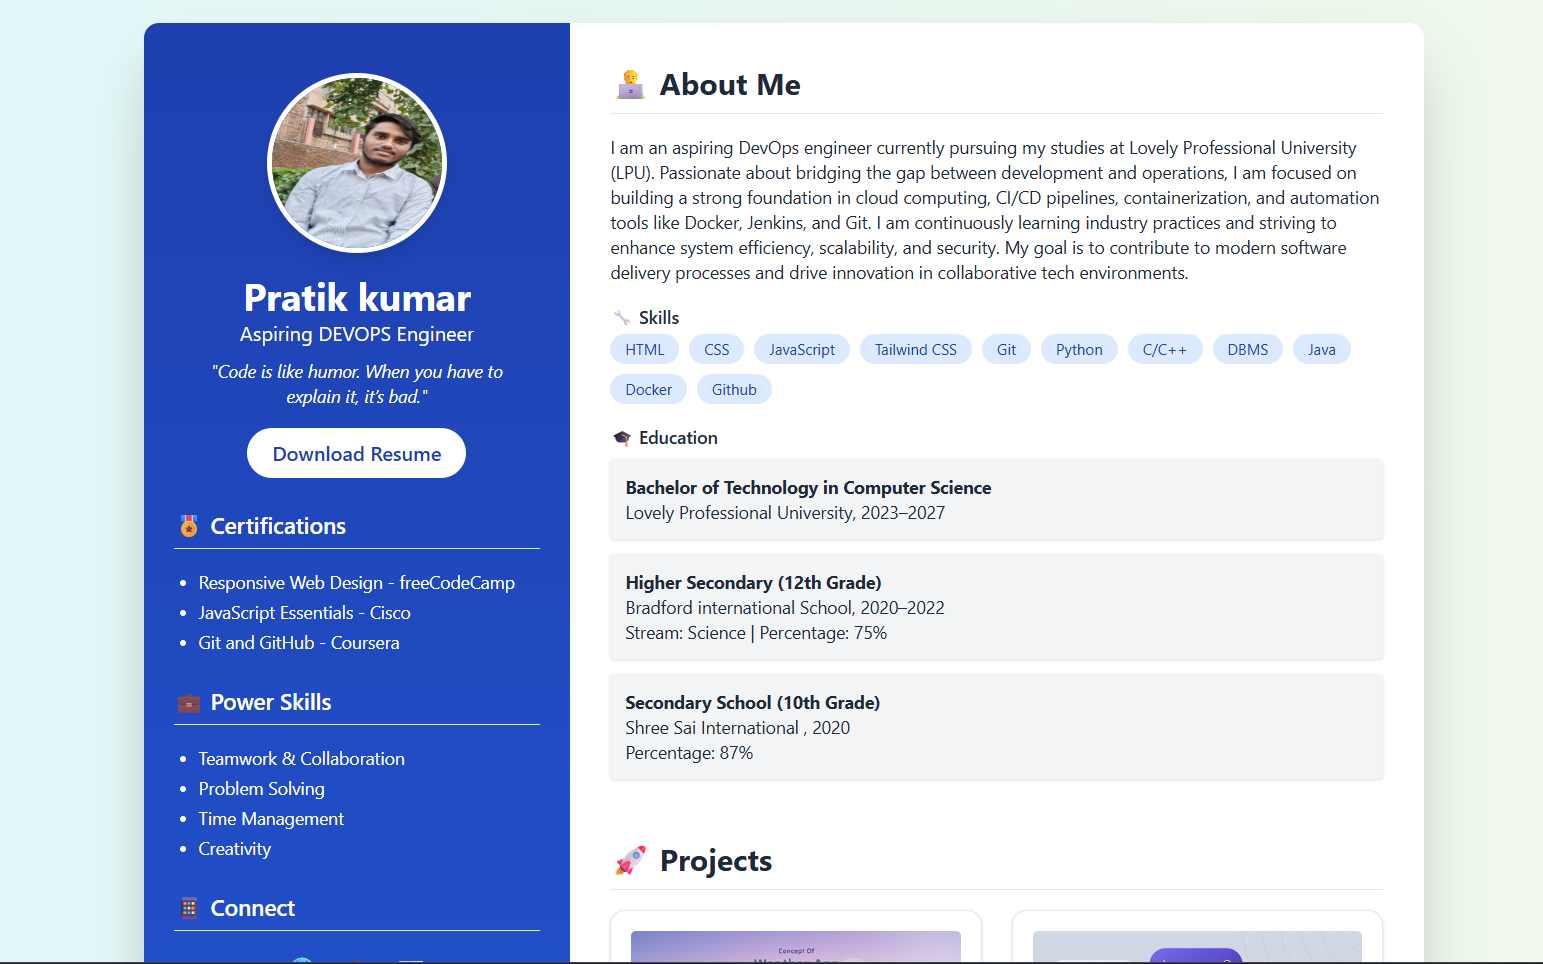 Pratik kumar
Aspiring DEVOPS Engineer
"Code is like humor. When you have to
explain it, it's bad."
Download Resume
Certifications
Responsive Web Design - freeCodeCamp
JavaScript Essentials - Cisco
Git and GitHub - Coursera
Power Skills
Teamwork & Collaboration
Problem Solving
Time Management
Creativity
Connect
About Me
I am an aspiring DevOps engineer currently pursuing my studies at Lovely Professional University
(LPU). Passionate about bridging the gap between development and operations, I am focused on
building a strong foundation in cloud computing, CI/CD pipelines, containerization, and automation
tools like Docker, Jenkins, and Git. I am continuously learning industry practices and striving to
enhance system efficiency, scalability, and security. My goal is to contribute to modern software
delivery processes and drive innovation in collaborative tech environments.
Skills
HTML CSS JavaScript Tailwind CSS Git Python C/C++ DBMS Java
Docker Github
Education
Bachelor of Technology in Computer Science
Lovely Professional University, 2023–2027
Higher Secondary (12th Grade)
Bradford international School, 2020–2022
Stream: Science | Percentage: 75%
Secondary School (10th Grade)
Shree Sai International , 2020
Percentage: 87%
Projects
Concept Of
Weather App